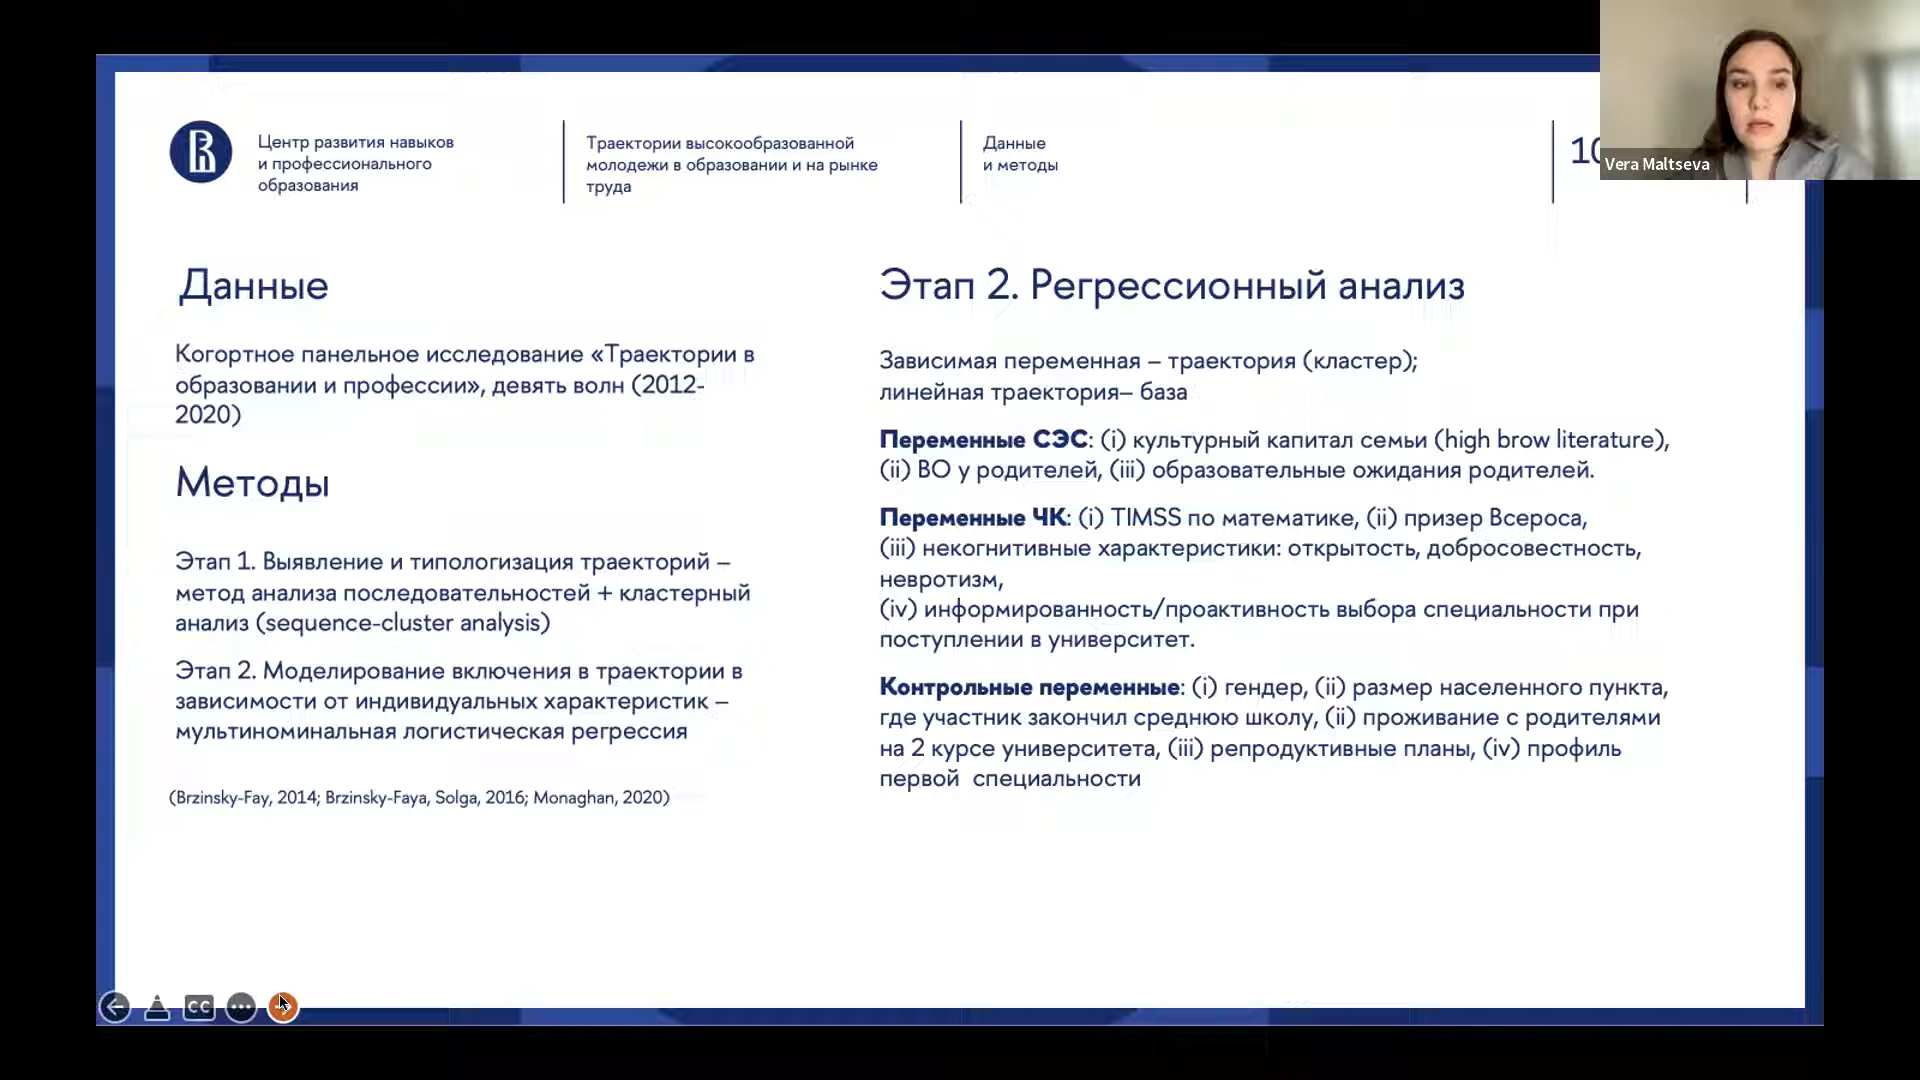 Центр развития навыков
и профессионального
образования
Траектории высокообразованной
молодежи в образовании и на рынке
труда
Данные
и методы
10
Vera Maltseva
Данные
Когортное панельное исследование «Траектории в
образовании и профессии», девять волн (2012-
2020)
Методы
Этап 1. Выявление и типологизация траекторий –
метод анализа последовательностей + кластерный
анализ (sequence-cluster analysis)
Этап 2. Моделирование включения в траектории в
зависимости от индивидуальных характеристик –
мультиноминальная логистическая регрессия
(Brzinsky-Fay, 2014; Brzinsky-Faya, Solga, 2016; Monaghan, 2020)
Этап 2. Регрессионный анализ
Зависимая переменная – траектория (кластер);
линейная траектория– база
Переменные СЭС: (i) культурный капитал семьи (high brow literature),
(ii) ВО у родителей, (iii) образовательные ожидания родителей.
Переменные ЧК: (i) TIMSS по математике, (ii) призер Всероса,
(iii) некогнитивные характеристики: открытость, добросовестность,
невротизм,
(iv) информированность/проактивность выбора специальности при
поступлении в университет.
Контрольные переменные: (i) гендер, (ii) размер населенного пункта,
где участник закончил среднюю школу, (ii) проживание с родителями
на 2 курсе университета, (iii) репродуктивные планы, (iv) профиль
первой специальности
CC